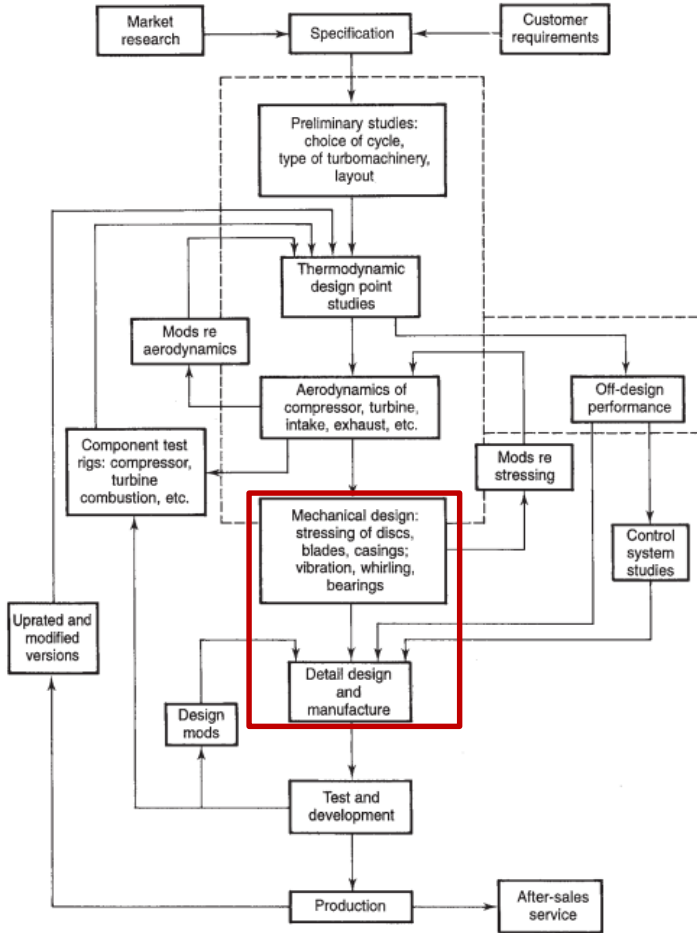 Market
research
Specification
Customer
requirements
Preliminary studies:
choice of cycle,
type of turbomachinery,
layout
Thermodynamic
design point
studies
Mods re
aerodynamics
Aerodynamics of
compressor, turbine,
intake, exhaust, etc.
Off-design
performance
Component test
rigs: compressor,
turbine
combustion, etc.
Mods re
stressing
Mechanical design:
stressing of discs,
blades, casings;
vibration, whirling,
bearings
Control
system
studies
Uprated and
modified
versions
Detail design
and
manufacture
Design
mods
Test and
development
Production
After-sales
service